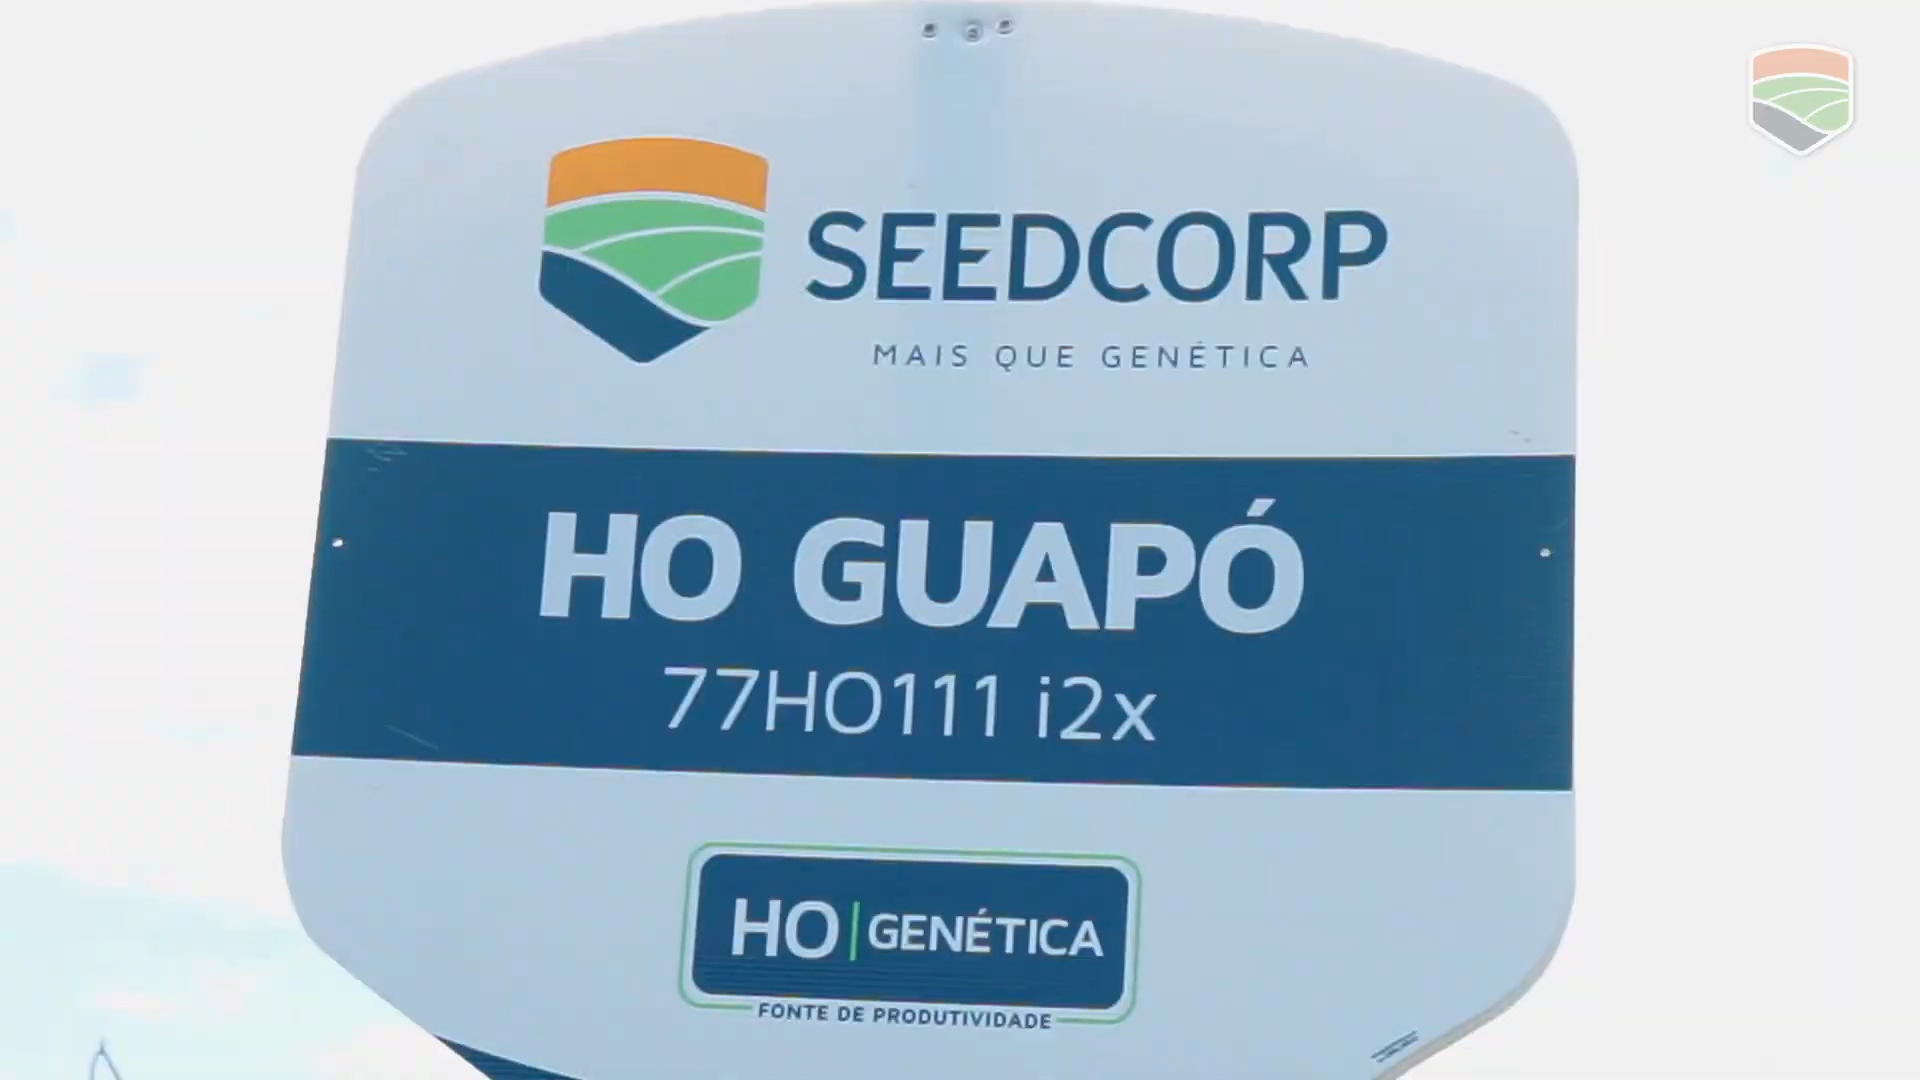 SEEDCORP
MAIS QUE GENÉTICA
HO GUAPÓ
77HO111 i2x
HO | GENÉTICA
FONTE DE PRODUTIVIDADE